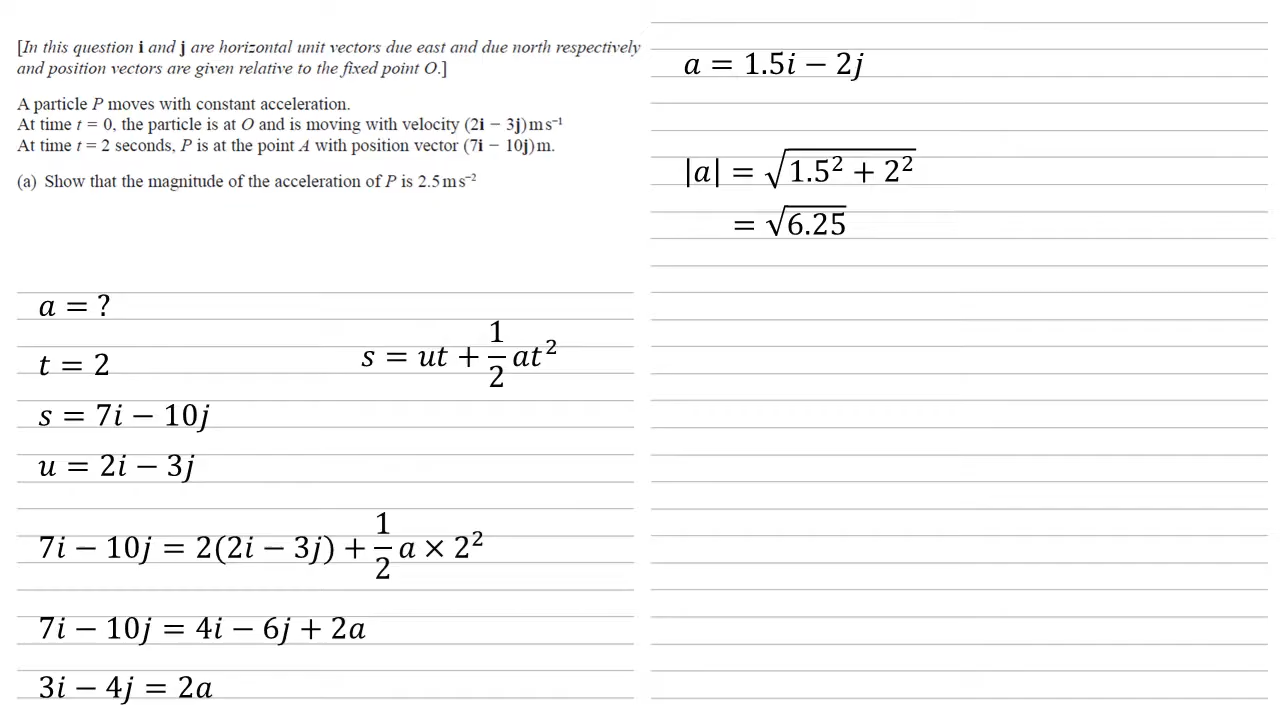 [In this question i and j are horizontal unit vectors due east and due north respectively
and position vectors are given relative to the fixed point O.]
A particle P moves with constant acceleration.
At time t = 0, the particle is at O and is moving with velocity (2i − 3j) m s⁻¹
At time t = 2 seconds, P is at the point A with position vector (7i − 10j) m.
(a) Show that the magnitude of the acceleration of P is 2.5 m s⁻²
a = ?
t = 2
s = ut + 1/2 at²
s = 7i − 10j
u = 2i − 3j
7i − 10j = 2(2i − 3j) + 1/2 a × 2²
7i − 10j = 4i − 6j + 2a
3i − 4j = 2a
a = 1.5i − 2j
|a| = √(1.5² + 2²)
= √6.25